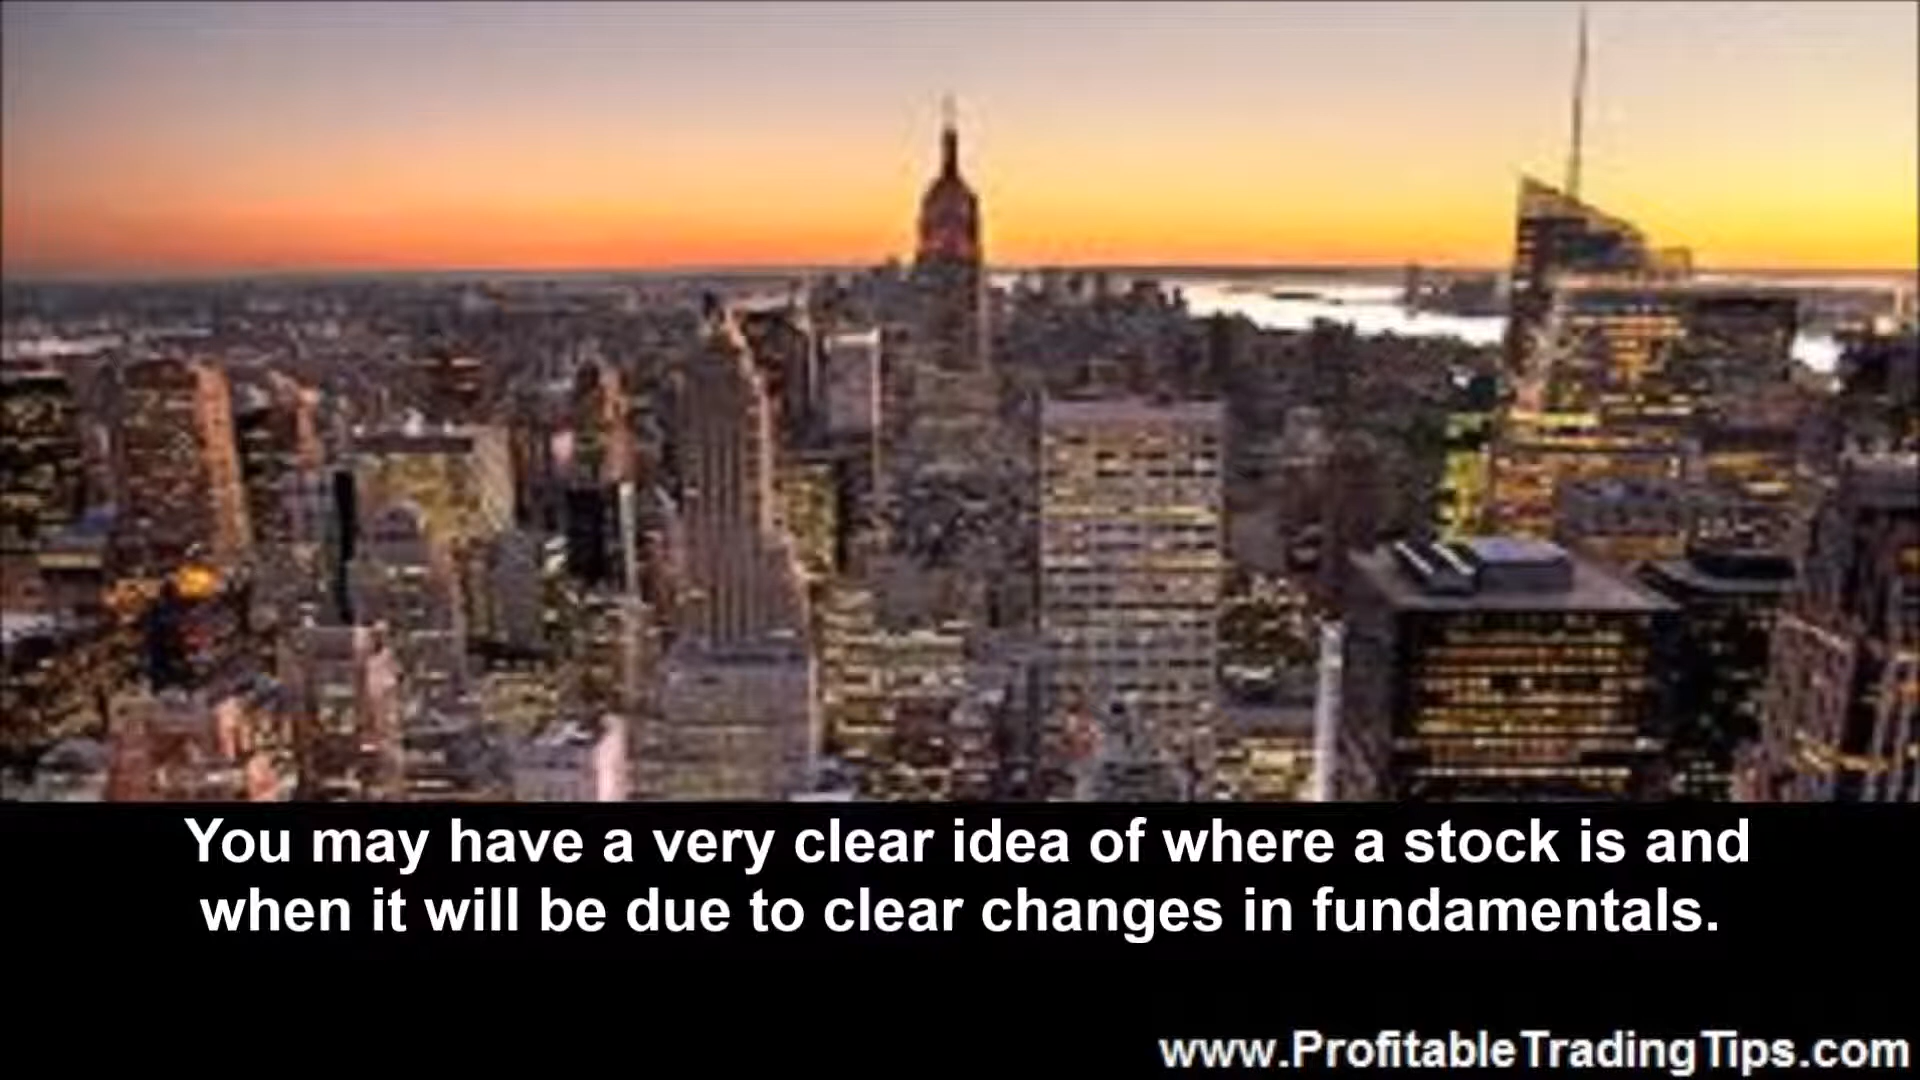 You may have a very clear idea of where a stock is and
when it will be due to clear changes in fundamentals.
www.ProfitableTradingTips.com